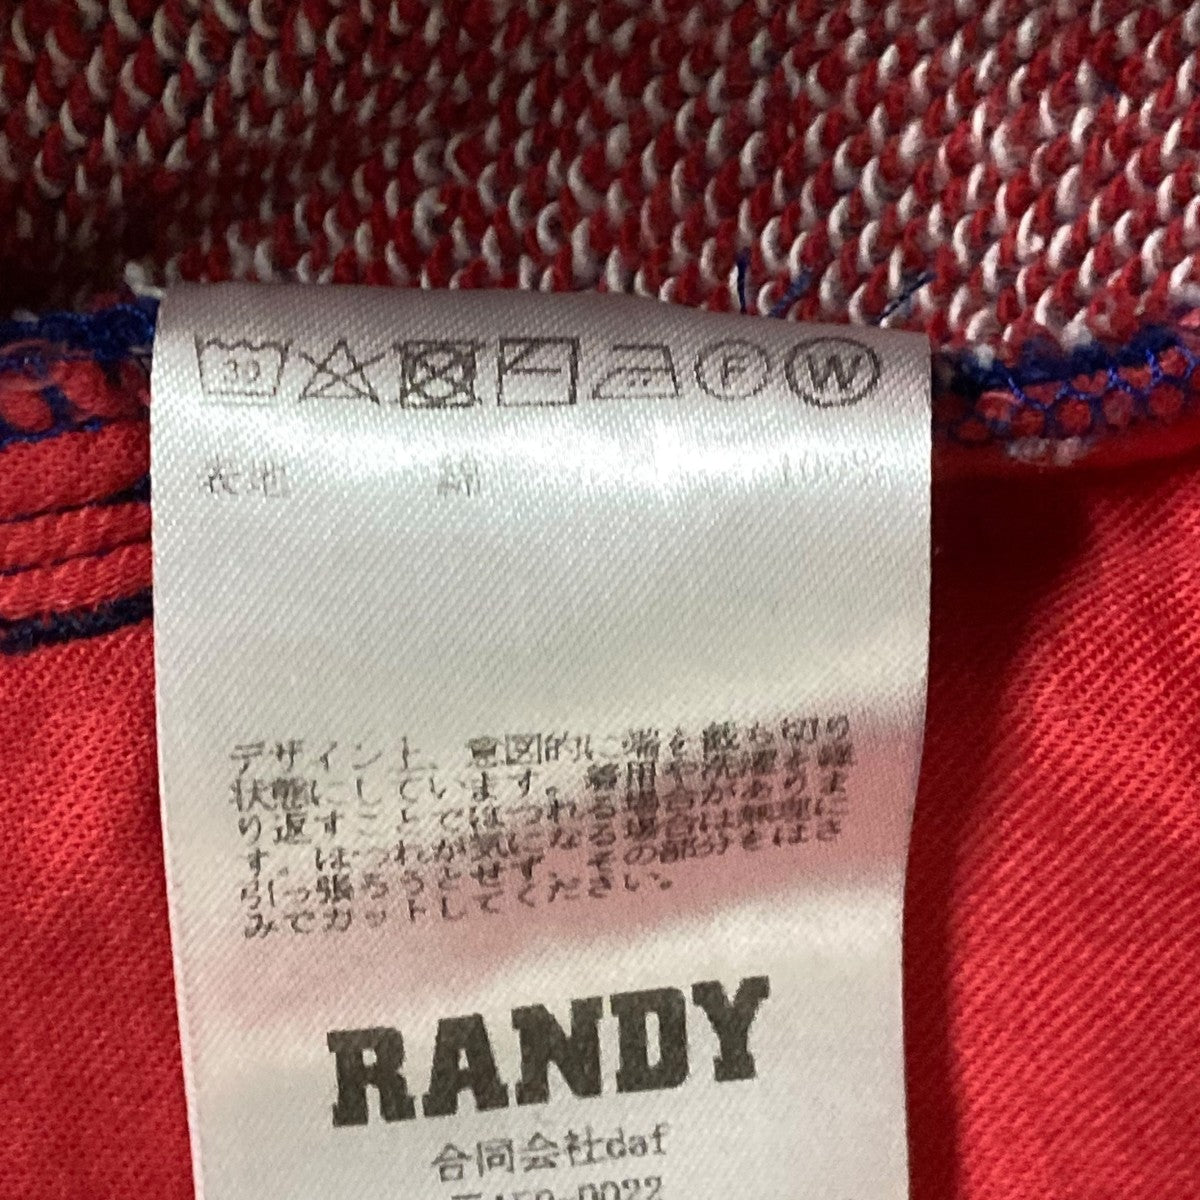 30
F
W
表地 綿 100%
デザイン上、意図的に端を裁ち切り
状態にしています。着用や洗濯を繰
り返すことでほつれる場合がありま
す。ほつれが気になる場合は無理に
引っ張ろうとせず、その部分をはさ
みでカットしてください。
RANDY
合同会社daf
〒150-0022